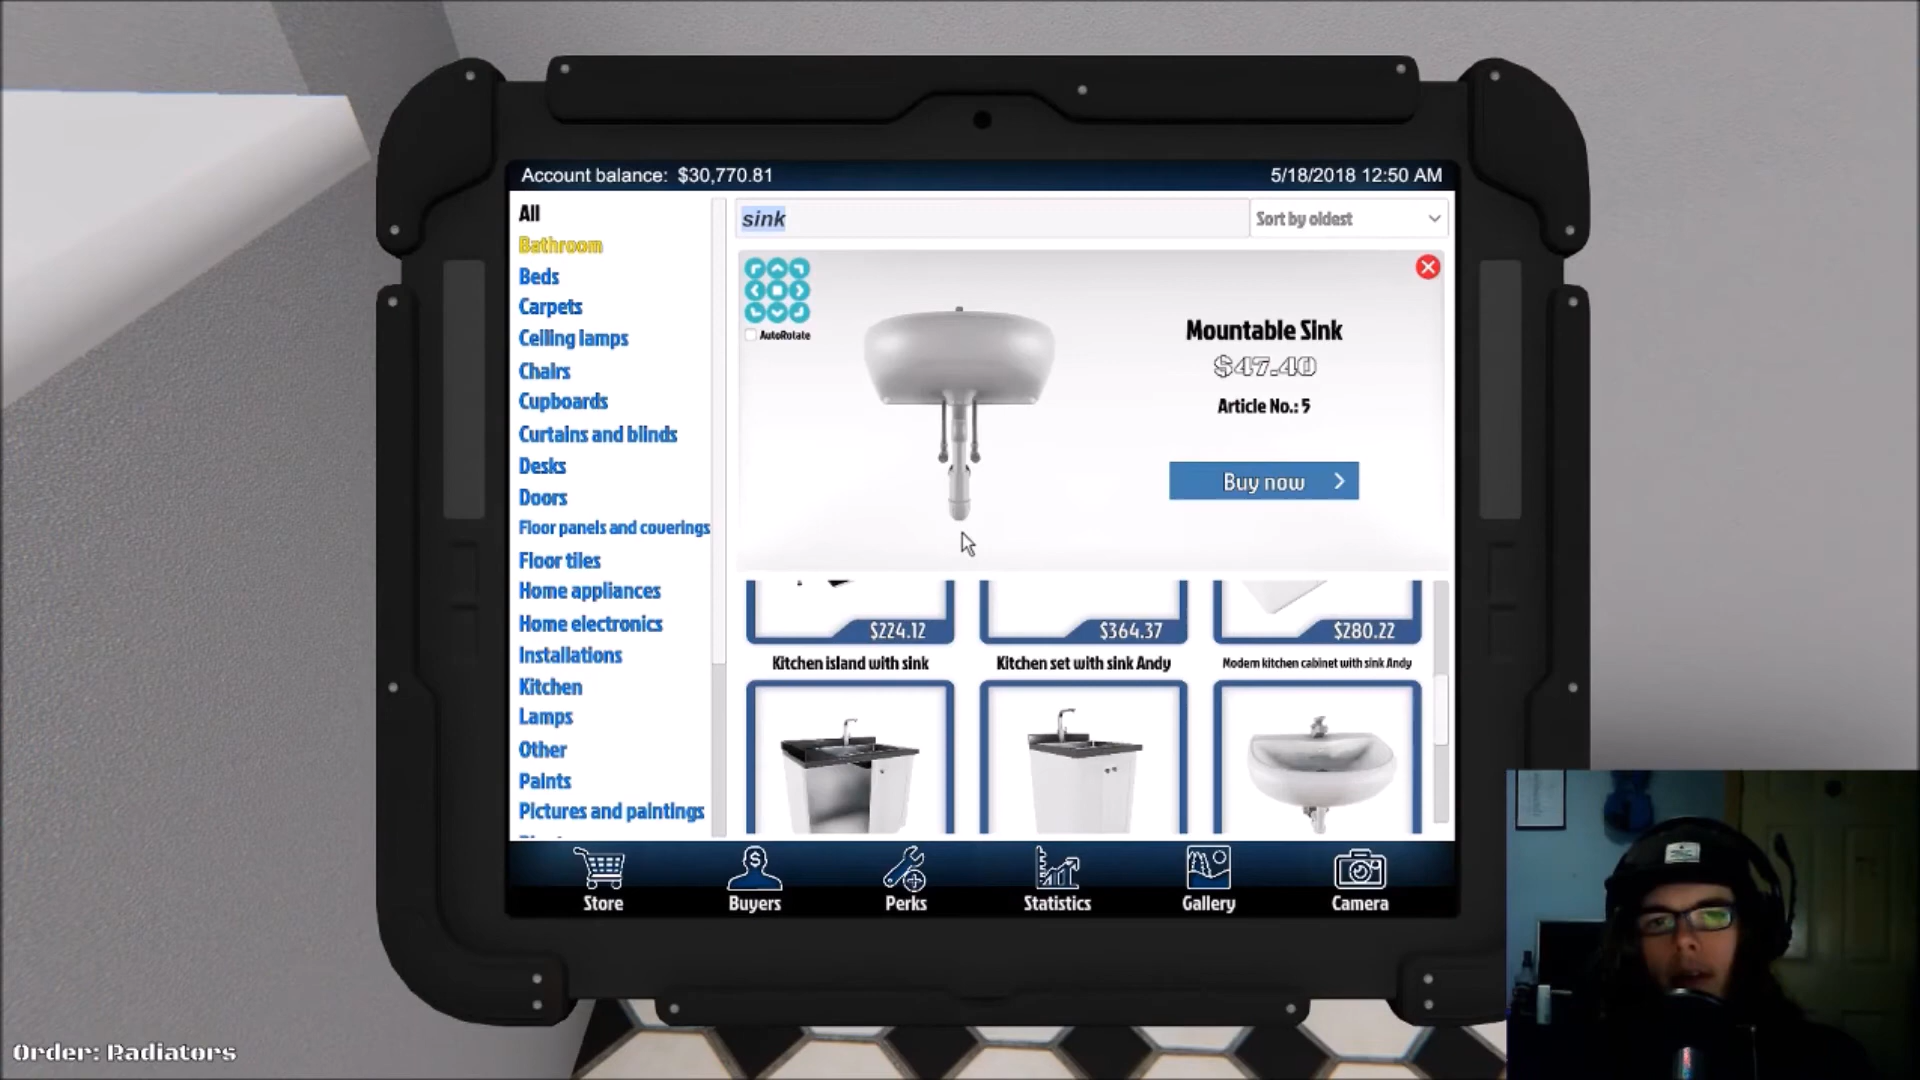 Account balance: $30,770.81
5/18/2018 12:50 AM
All
Bathroom
Beds
Carpets
Ceiling lamps
Chairs
Cupboards
Curtains and blinds
Desks
Doors
Floor panels and coverings
Floor tiles
Home appliances
Home electronics
Installations
Kitchen
Lamps
Other
Paints
Pictures and paintings
sink
Sort by oldest
AutoRotate
Mountable Sink
$47.40
Article No.: 5
Buy now
$224.12
$364.37
$280.22
Kitchen island with sink
Kitchen set with sink Andy
Modern kitchen cabinet with sink Andy
Store
Buyers
Perks
Statistics
Gallery
Camera
Order: Radiators